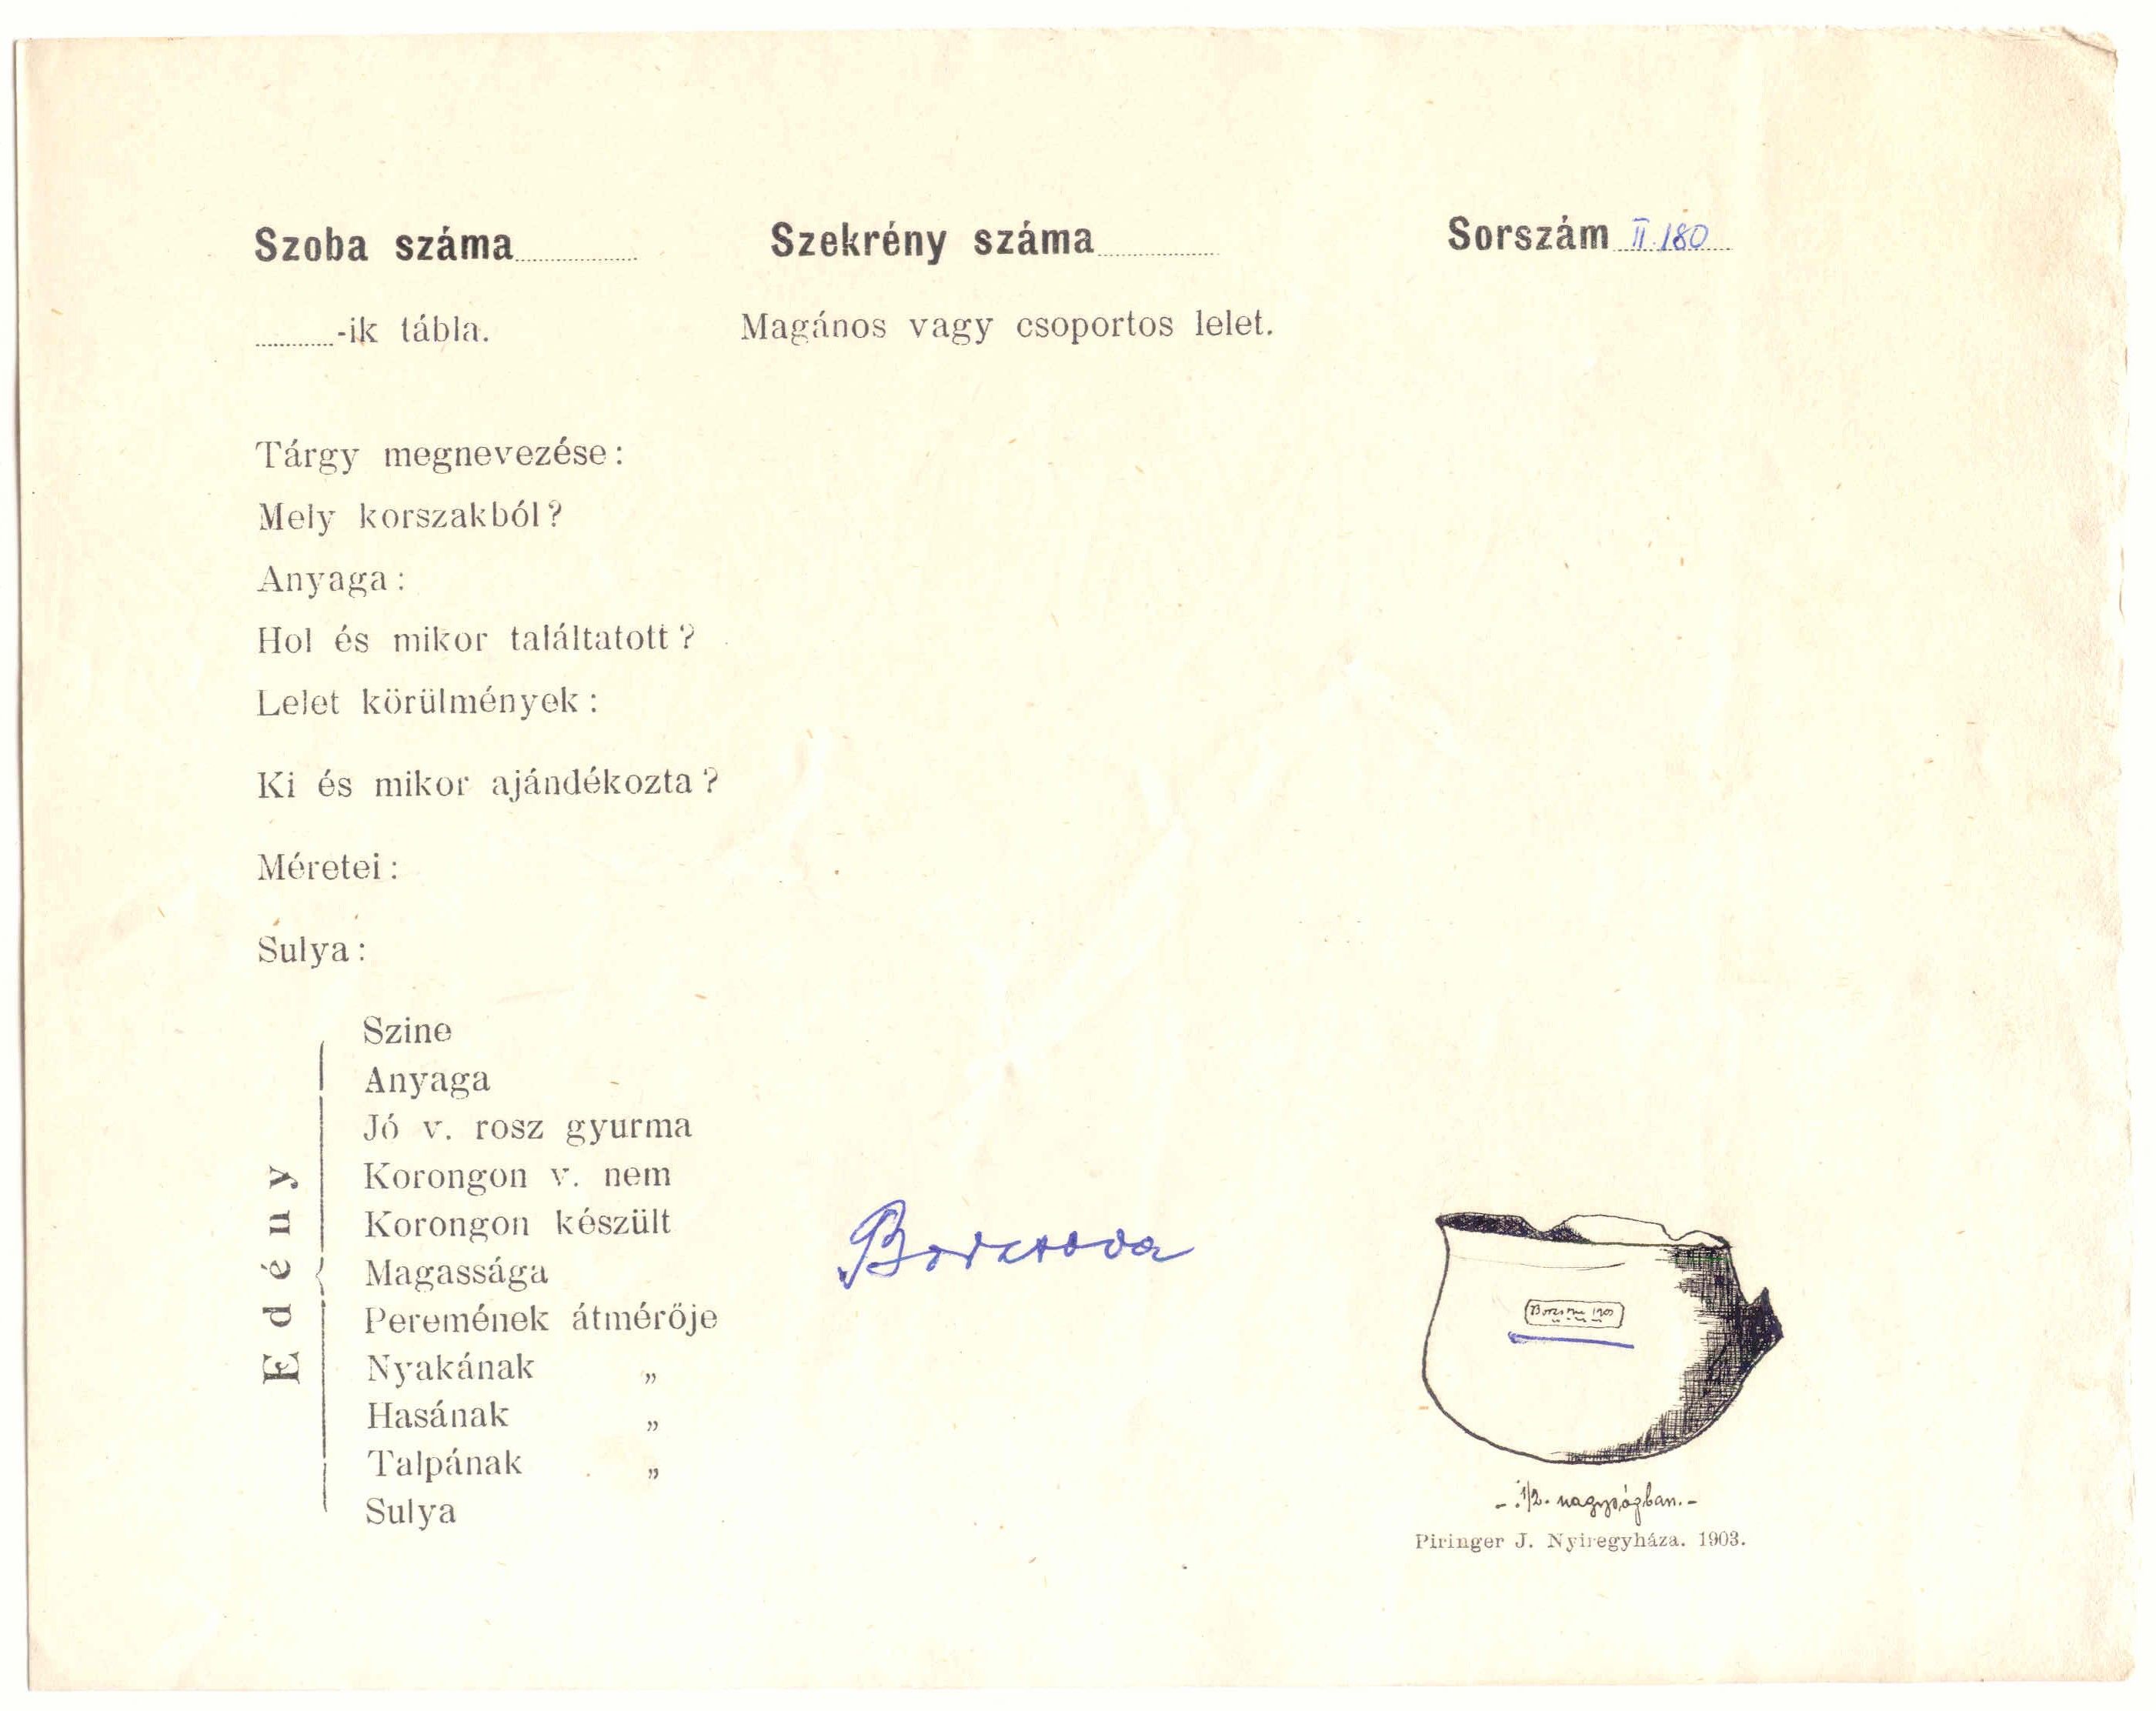 Szoba száma Szekrény száma Sorszám II.180
-ik tábla. Magános vagy csoportos lelet.
Tárgy megnevezése:
Mely korszakból?
Anyaga:
Hol és mikor találtatott?
Lelet körülmények:
Ki és mikor ajándékozta?
Méretei:
Sulya:
Edény
Szine
Anyaga
Jó v. rosz gyurma
Korongon v. nem
Korongon készült
Magassága
Peremének átmérője
Nyakának „
Hasának „
Talpának „
Sulya
- 1/2. nagyságban. -
Piringer J. Nyiregyháza. 1903.